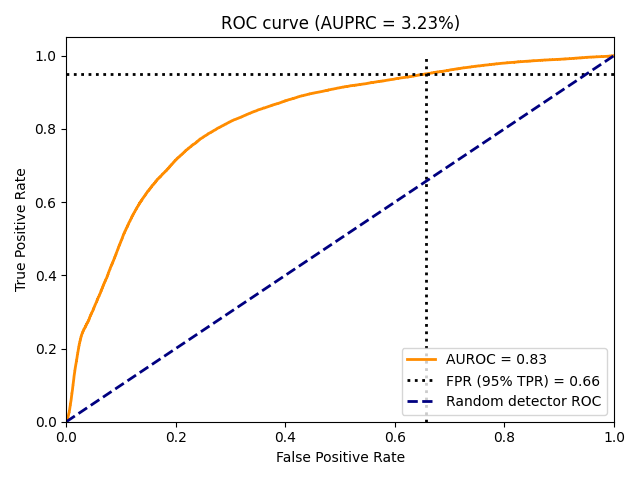 ROC curve (AUPRC = 3.23%)
True Positive Rate
1.0
0.8
0.6
0.4
0.2
0.0
AUROC = 0.83
FPR (95% TPR) = 0.66
Random detector ROC
0.0 0.2 0.4 0.6 0.8 1.0
False Positive Rate